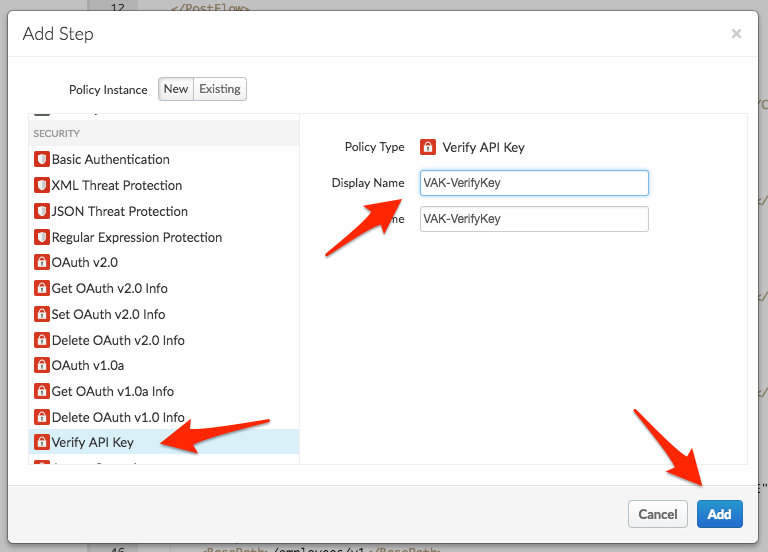 12 </PostFlow>
Add Step ×
Policy Instance New Existing
SECURITY
Basic Authentication
XML Threat Protection
JSON Threat Protection
Regular Expression Protection
OAuth v2.0
Get OAuth v2.0 Info
Set OAuth v2.0 Info
Delete OAuth v2.0 Info
OAuth v1.0a
Get OAuth v1.0a Info
Delete OAuth v1.0 Info
Verify API Key
Policy Type Verify API Key
Display Name VAK-VerifyKey
VAK-VerifyKey
Cancel Add
46 <BasePath>/employees/v1</BasePath>